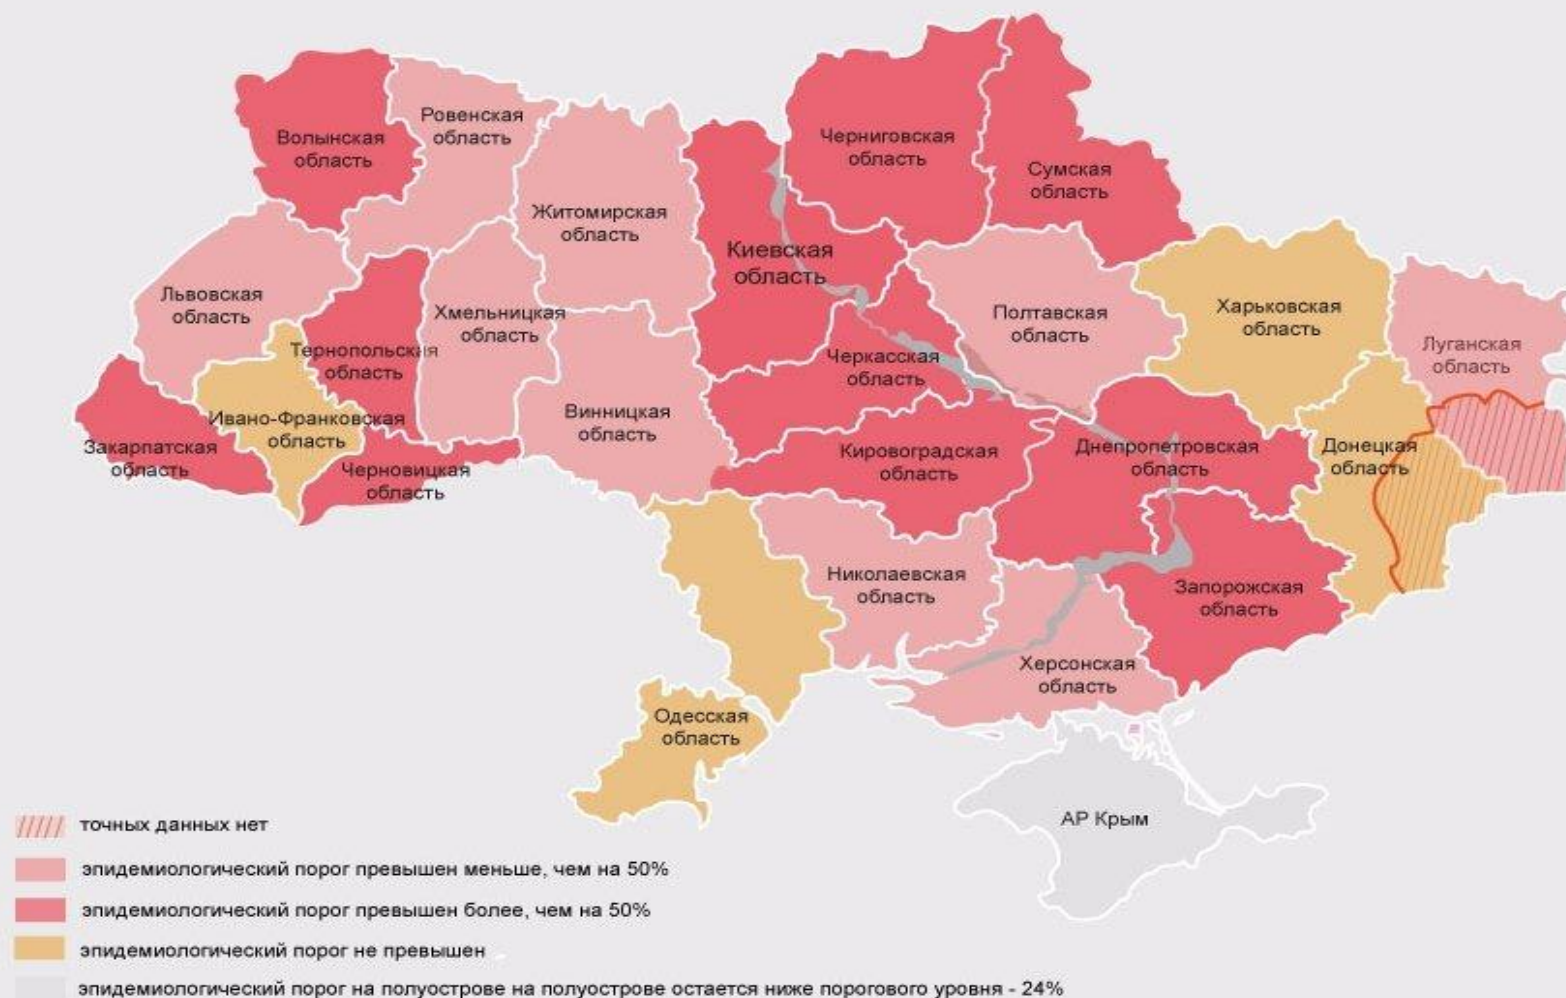 Волынская
область
Ровенская
область
Житомирская
область
Киевская
область
Черниговская
область
Сумская
область
Львовская
область
Тернопольская
область
Хмельницкая
область
Винницкая
область
Черкасская
область
Полтавская
область
Харьковская
область
Луганская
область
Закарпатская
область
Ивано-Франковская
область
Черновицкая
область
Кировоградская
область
Днепропетровская
область
Донецкая
область
Николаевская
область
Запорожская
область
Херсонская
область
Одесская
область
АР Крым
точных данных нет
эпидемиологический порог превышен меньше, чем на 50%
эпидемиологический порог превышен более, чем на 50%
эпидемиологический порог не превышен
эпидемиологический порог на полуострове на полуострове остается ниже порогового уровня - 24%